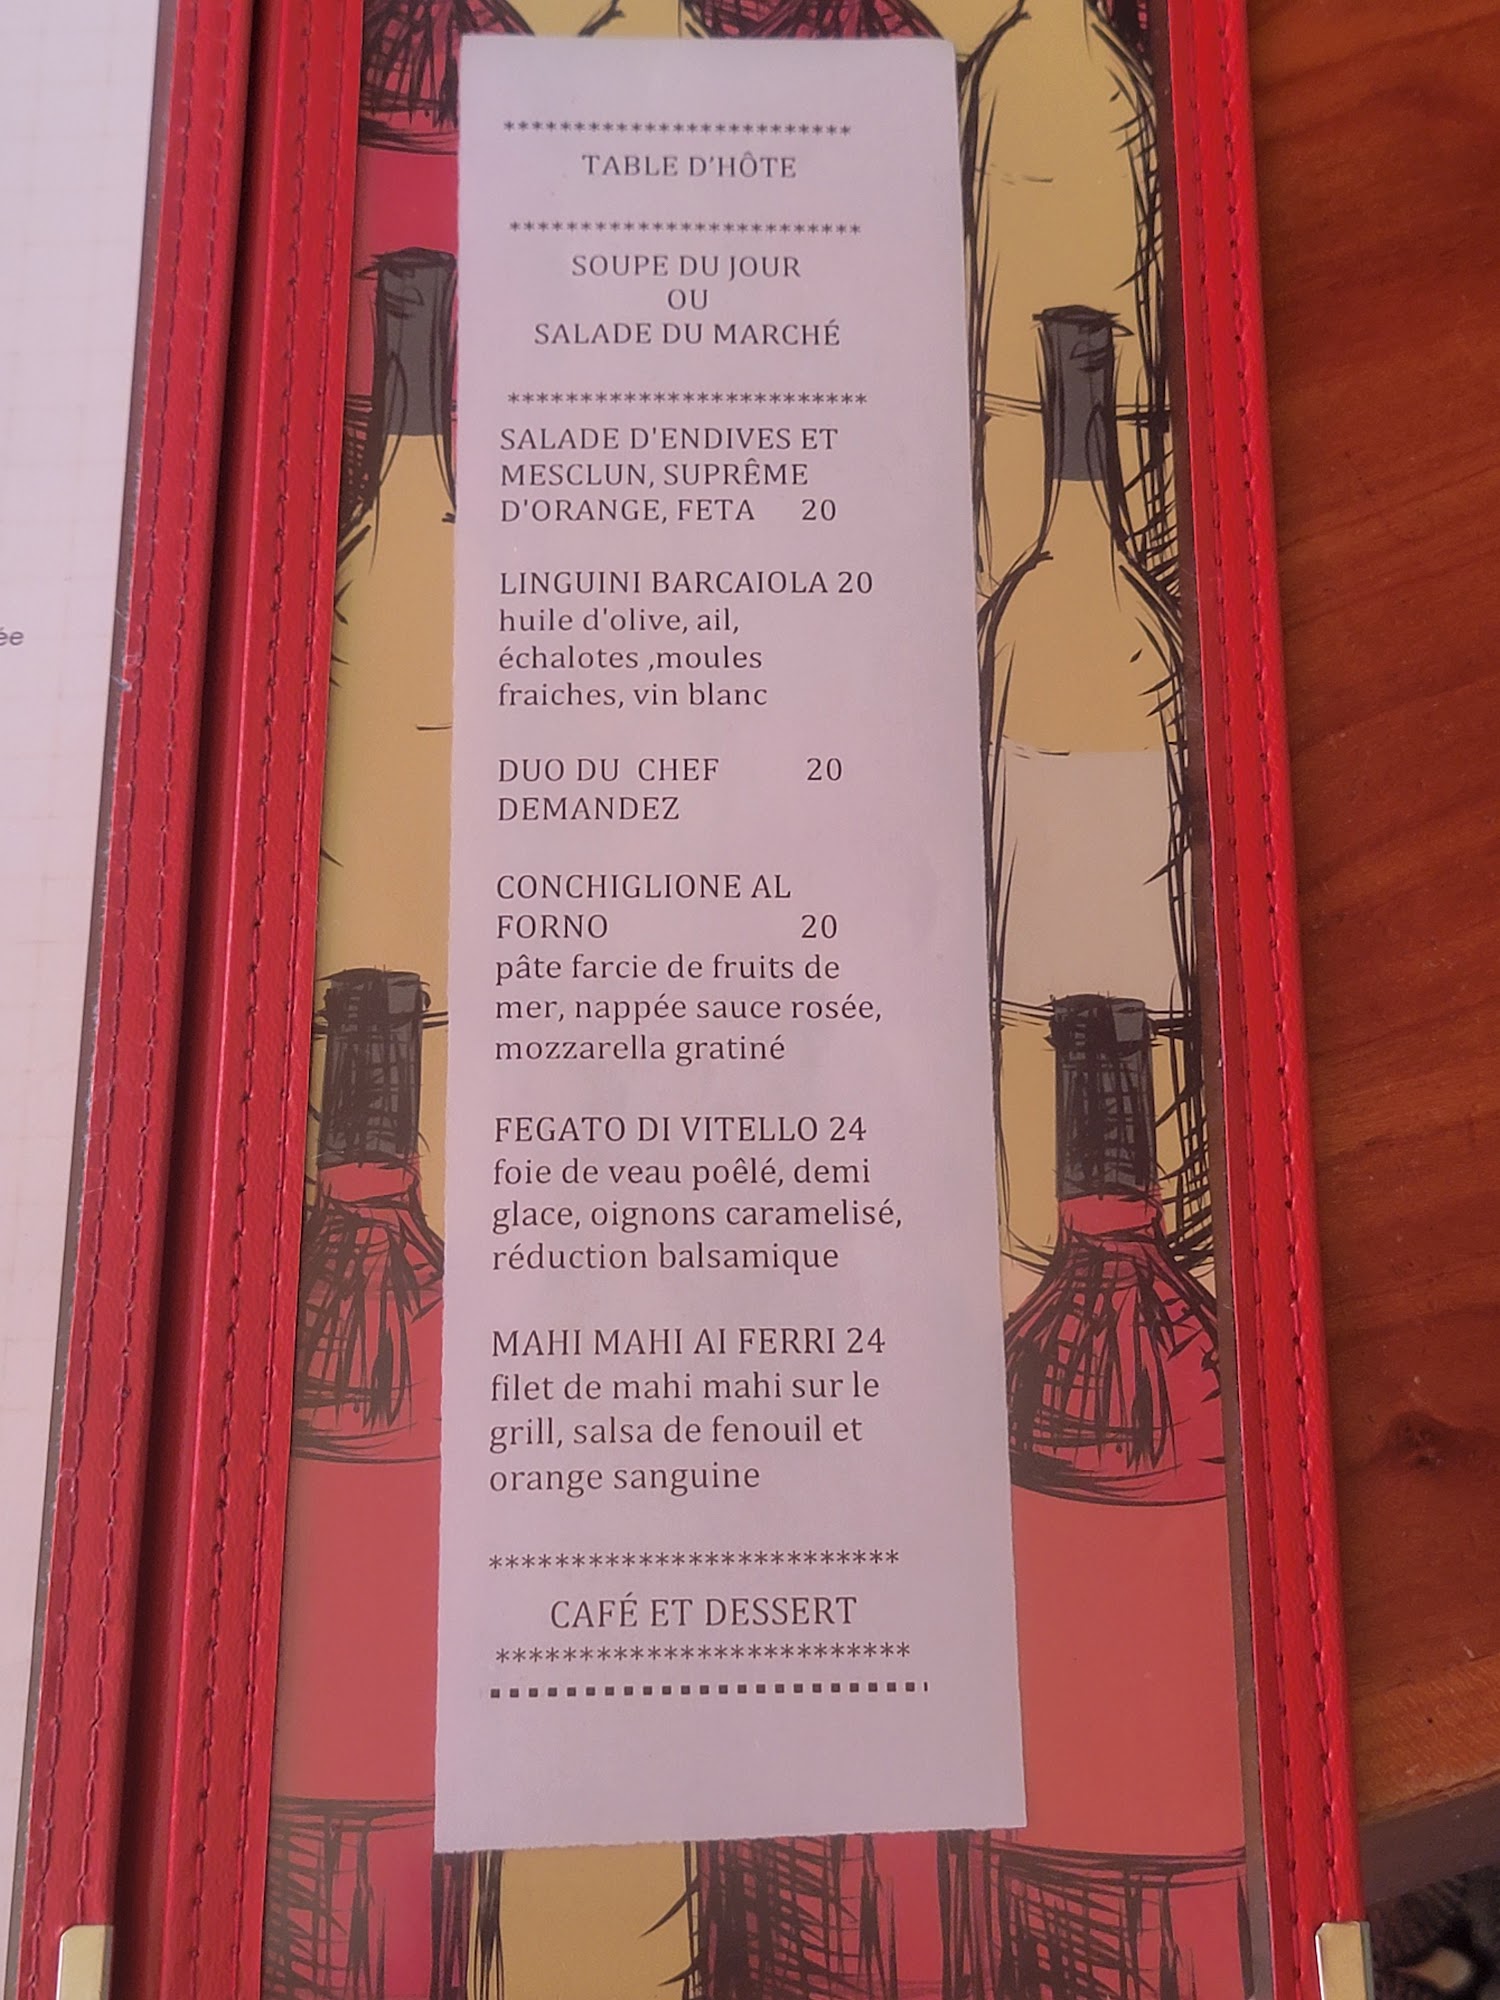 ée
*************************
TABLE D’HÔTE
*************************
SOUPE DU JOUR
OU
SALADE DU MARCHÉ
*************************
SALADE D'ENDIVES ET
MESCLUN, SUPRÊME
D'ORANGE, FETA 20
LINGUINI BARCAIOLA 20
huile d'olive, ail,
échalotes ,moules
fraiches, vin blanc
DUO DU CHEF 20
DEMANDEZ
CONCHIGLIONE AL
FORNO 20
pâte farcie de fruits de
mer, nappée sauce rosée,
mozzarella gratiné
FEGATO DI VITELLO 24
foie de veau poêlé, demi
glace, oignons caramelisé,
réduction balsamique
MAHI MAHI AI FERRI 24
filet de mahi mahi sur le
grill, salsa de fenouil et
orange sanguine
*************************
CAFÉ ET DESSERT
*************************